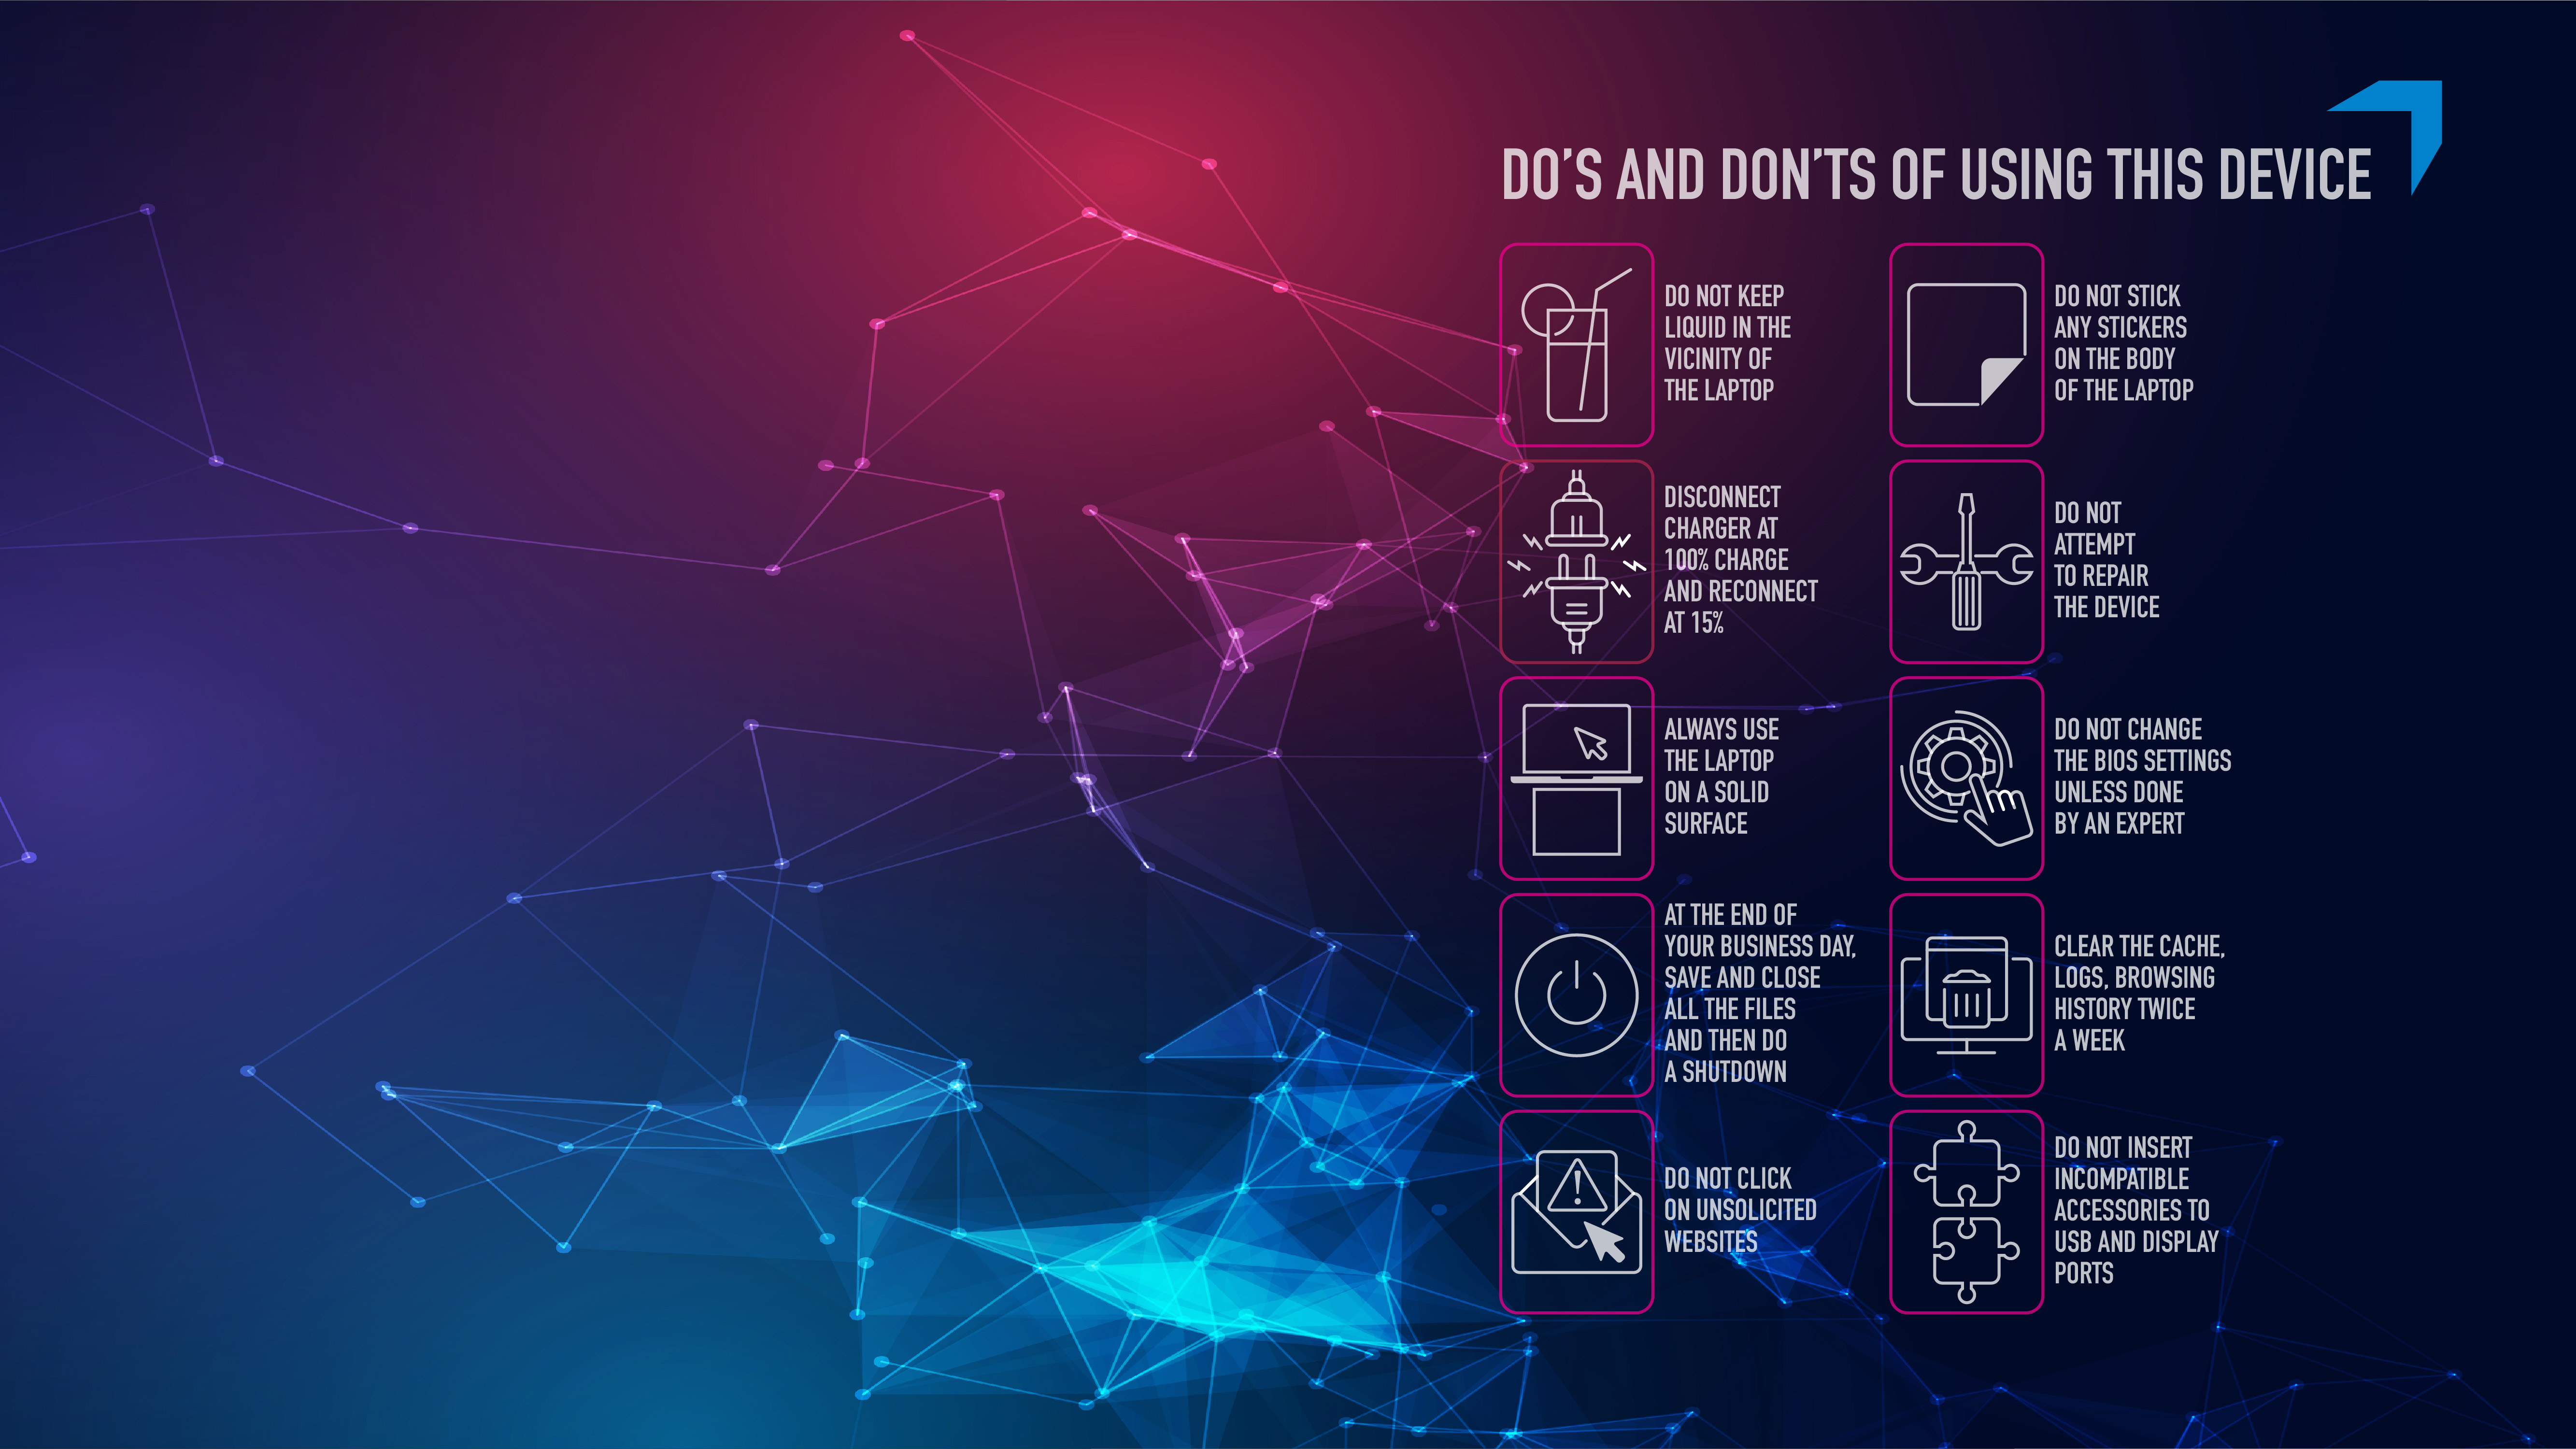 DO'S AND DON'TS OF USING THIS DEVICE
DO NOT KEEP
LIQUID IN THE
VICINITY OF
THE LAPTOP
DO NOT STICK
ANY STICKERS
ON THE BODY
OF THE LAPTOP
DISCONNECT
CHARGER AT
100% CHARGE
AND RECONNECT
AT 15%
DO NOT
ATTEMPT
TO REPAIR
THE DEVICE
ALWAYS USE
THE LAPTOP
ON A SOLID
SURFACE
DO NOT CHANGE
THE BIOS SETTINGS
UNLESS DONE
BY AN EXPERT
AT THE END OF
YOUR BUSINESS DAY,
SAVE AND CLOSE
ALL THE FILES
AND THEN DO
A SHUTDOWN
CLEAR THE CACHE,
LOGS, BROWSING
HISTORY TWICE
A WEEK
DO NOT CLICK
ON UNSOLICITED
WEBSITES
DO NOT INSERT
INCOMPATIBLE
ACCESSORIES TO
USB AND DISPLAY
PORTS